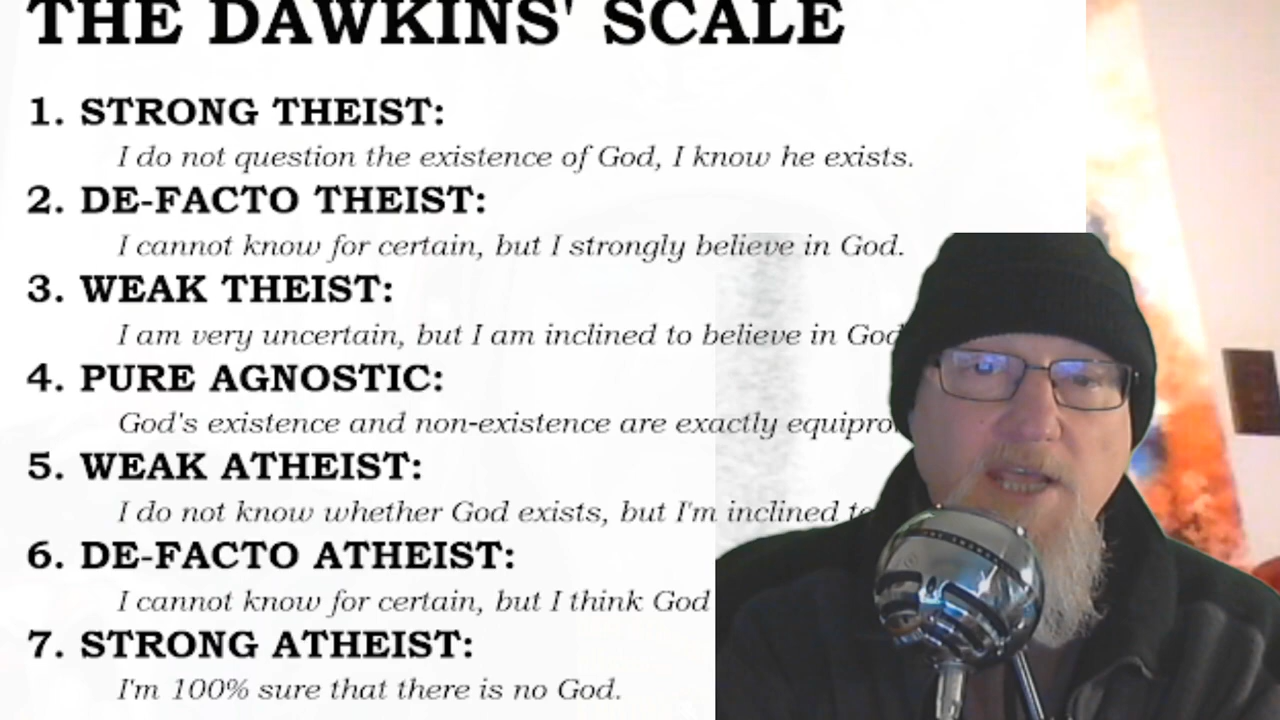 THE DAWKINS' SCALE
1. STRONG THEIST:
I do not question the existence of God, I know he exists.
2. DE-FACTO THEIST:
I cannot know for certain, but I strongly believe in God.
3. WEAK THEIST:
I am very uncertain, but I am inclined to believe in God
4. PURE AGNOSTIC:
God's existence and non-existence are exactly
5. WEAK ATHEIST:
I do not know whether God exists, but I'm inclined to
6. DE-FACTO ATHEIST:
I cannot know for certain, but I think God
7. STRONG ATHEIST:
I'm 100% sure that there is no God.